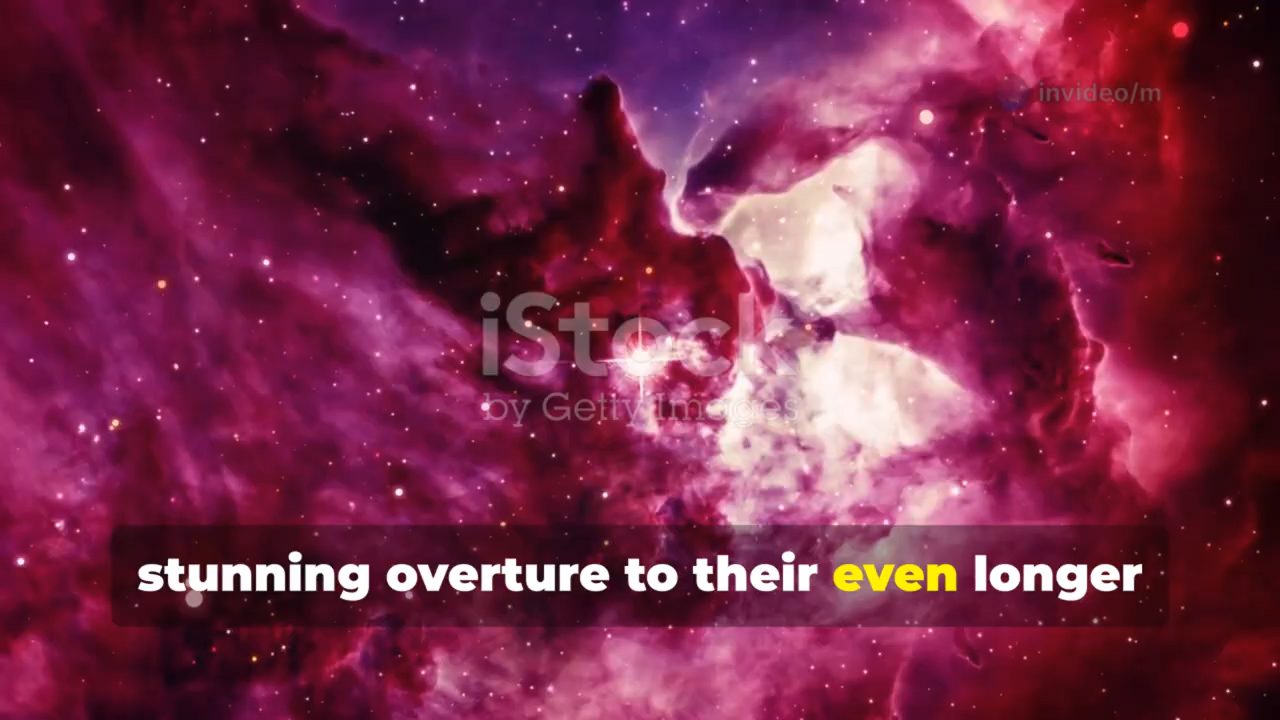 invideo/m
iStock
by Getty Images
stunning overture to their even longer